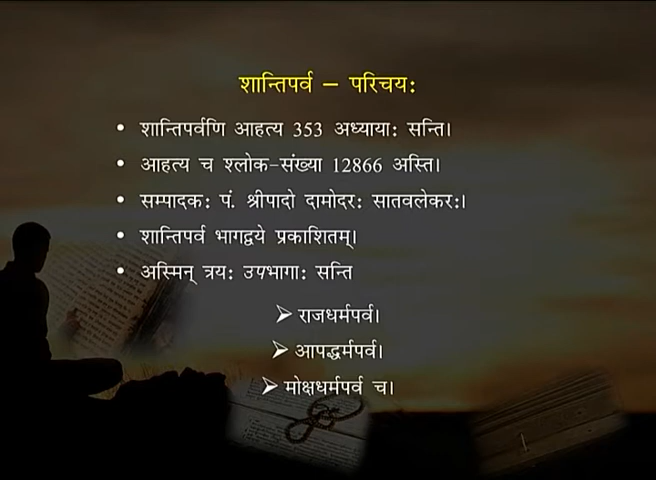 शान्तिपर्व – परिचय:
• शान्तिपर्वणि आहत्य 353 अध्याया: सन्ति।
• आहत्य च श्लोक-संख्या 12866 अस्ति।
• सम्पादक: पं. श्रीपादो दामोदर: सातवलेकर:।
• शान्तिपर्व भागद्वये प्रकाशितम्।
• अस्मिन् त्रय: उपभागा: सन्ति
➢ राजधर्मपर्व।
➢ आपद्धर्मपर्व।
➢ मोक्षधर्मपर्व च।